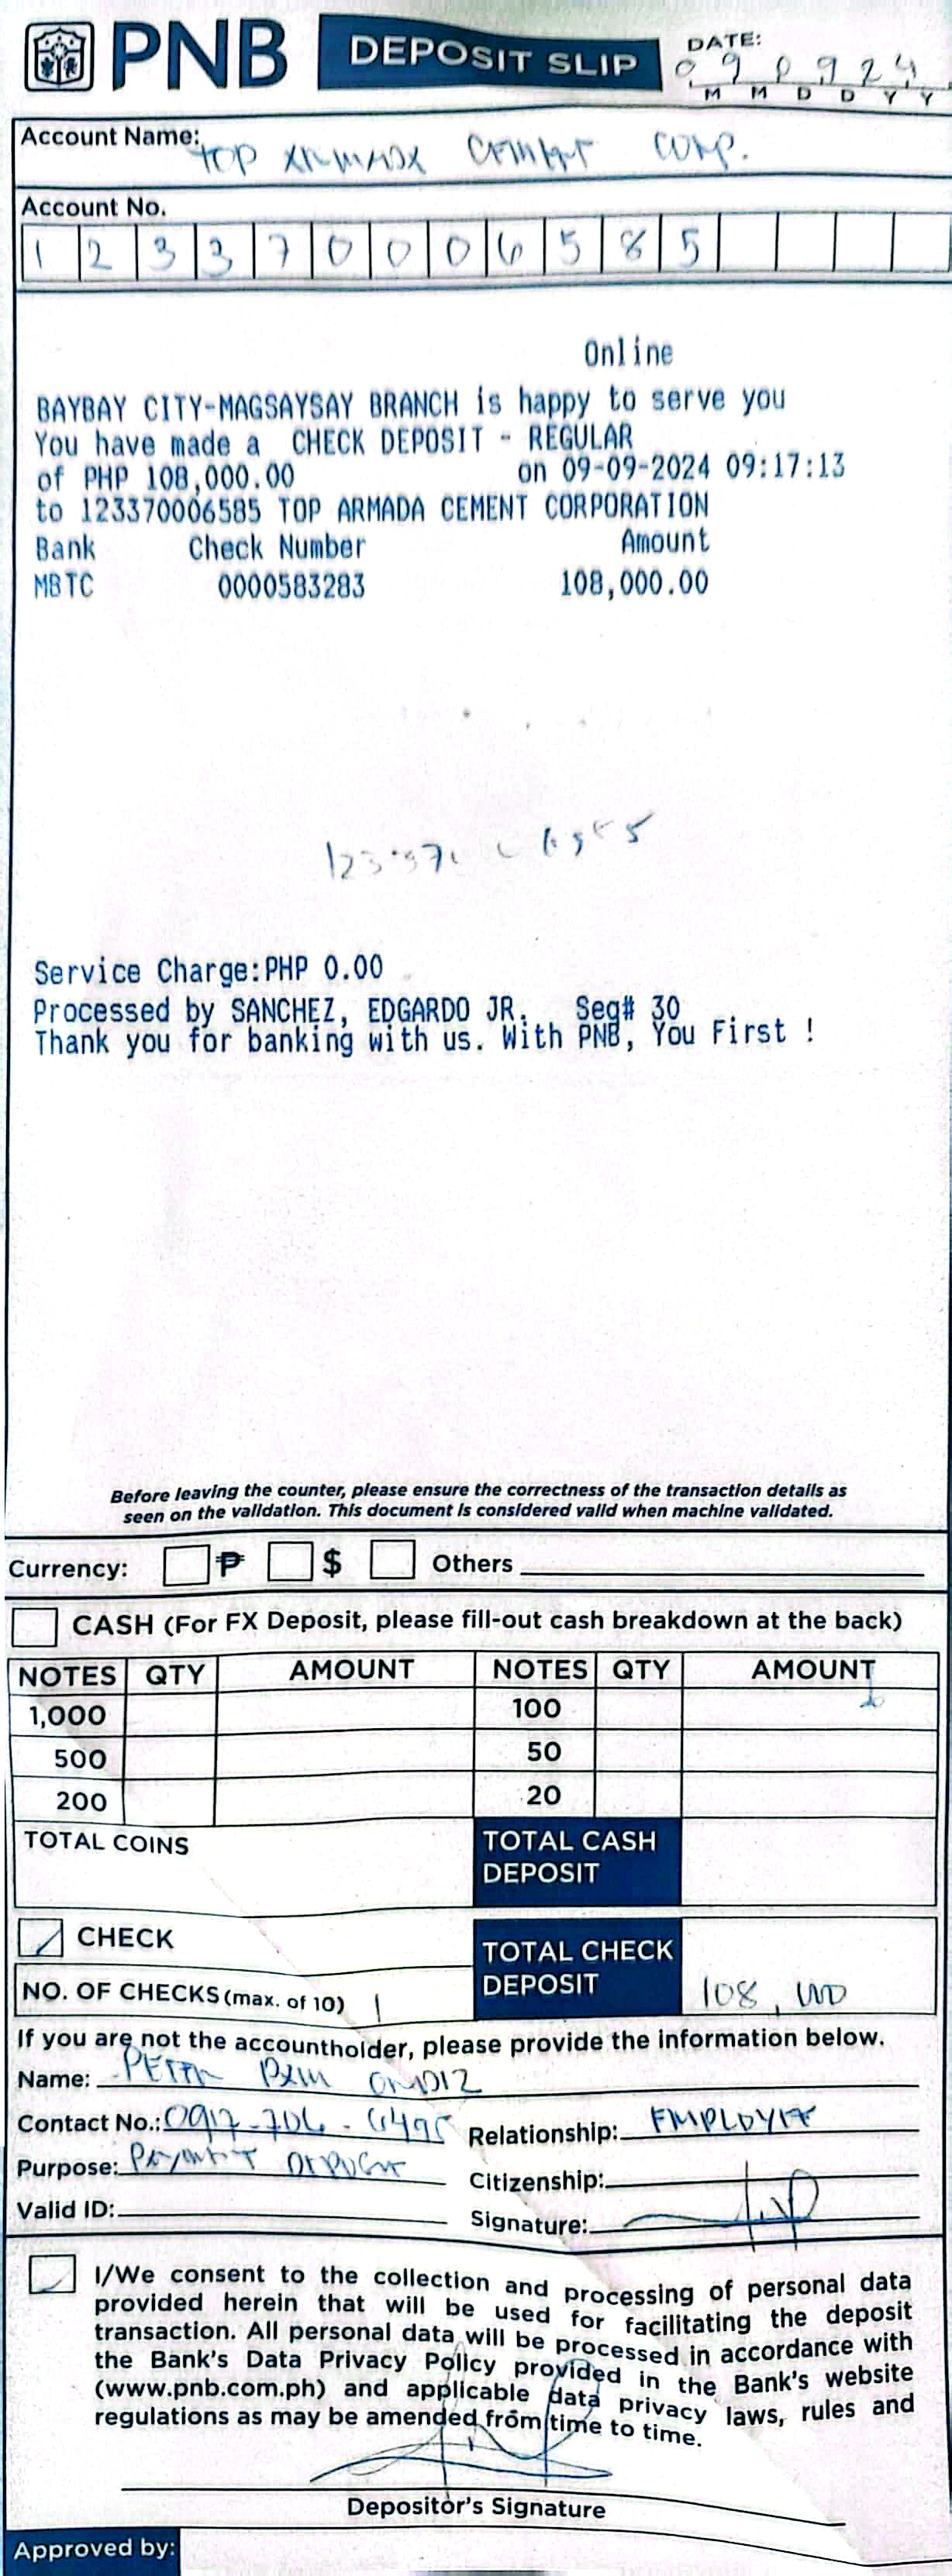 PNB DEPOSIT SLIP DATE: 090924
M M D D Y Y
Account Name: TOP ARMADA CEMENT CORP.
Account No.
1 2 3 3 7 0 0 0 6 5 8 5
Online
BAYBAY CITY-MAGSAYSAY BRANCH is happy to serve you
You have made a CHECK DEPOSIT - REGULAR
of PHP 108,000.00 on 09-09-2024 09:17:13
to 123370006585 TOP ARMADA CEMENT CORPORATION
Bank Check Number Amount
MBTC 0000583283 108,000.00
Service Charge:PHP 0.00
Processed by SANCHEZ, EDGARDO JR. Seq# 30
Thank you for banking with us. With PNB, You First !
Before leaving the counter, please ensure the correctness of the transaction details as
seen on the validation. This document is considered valid when machine validated.
Currency: ₱ $ Others
CASH (For FX Deposit, please fill-out cash breakdown at the back)
NOTES QTY AMOUNT NOTES QTY AMOUNT
1,000 100
500 50
200 20
TOTAL COINS TOTAL CASH DEPOSIT
CHECK TOTAL CHECK DEPOSIT 108,000
NO. OF CHECKS (max. of 10) 1
If you are not the accountholder, please provide the information below.
Name:
Contact No.: Relationship: EMPLOYEE
Purpose: PAYMENT DEPOSIT Citizenship:
Valid ID: Signature:
I/We consent to the collection and processing of personal data
provided herein that will be used for facilitating the deposit
transaction. All personal data will be processed in accordance with
the Bank's Data Privacy Policy provided in the Bank's website
(www.pnb.com.ph) and applicable data privacy laws, rules and
regulations as may be amended from time to time.
Depositor's Signature
Approved by: